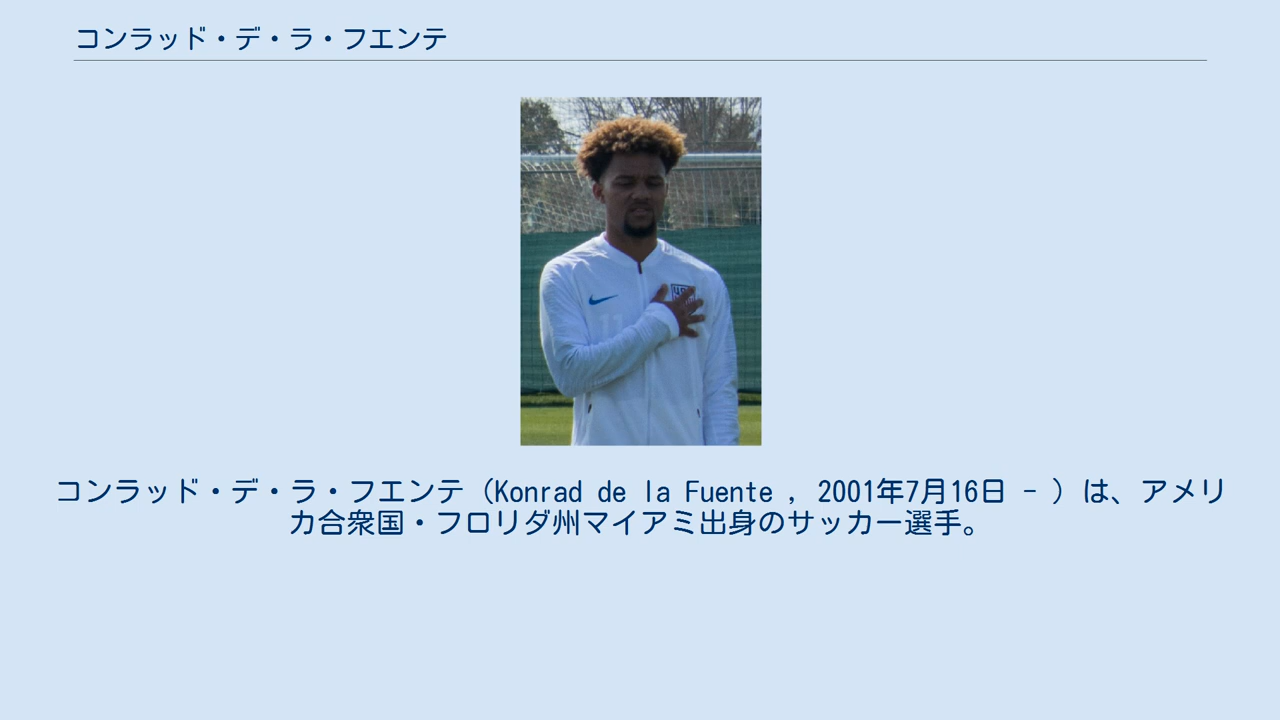 コンラッド・デ・ラ・フエンテ
コンラッド・デ・ラ・フエンテ（Konrad de la Fuente , 2001年7月16日 - ）は、アメリ
カ合衆国・フロリダ州マイアミ出身のサッカー選手。